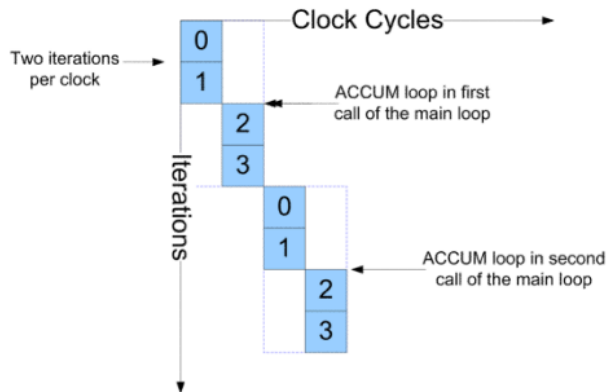 Clock Cycles
Two iterations
per clock
0
1
ACCUM loop in first
call of the main loop
2
3
Iterations
0
1
ACCUM loop in second
call of the main loop
2
3